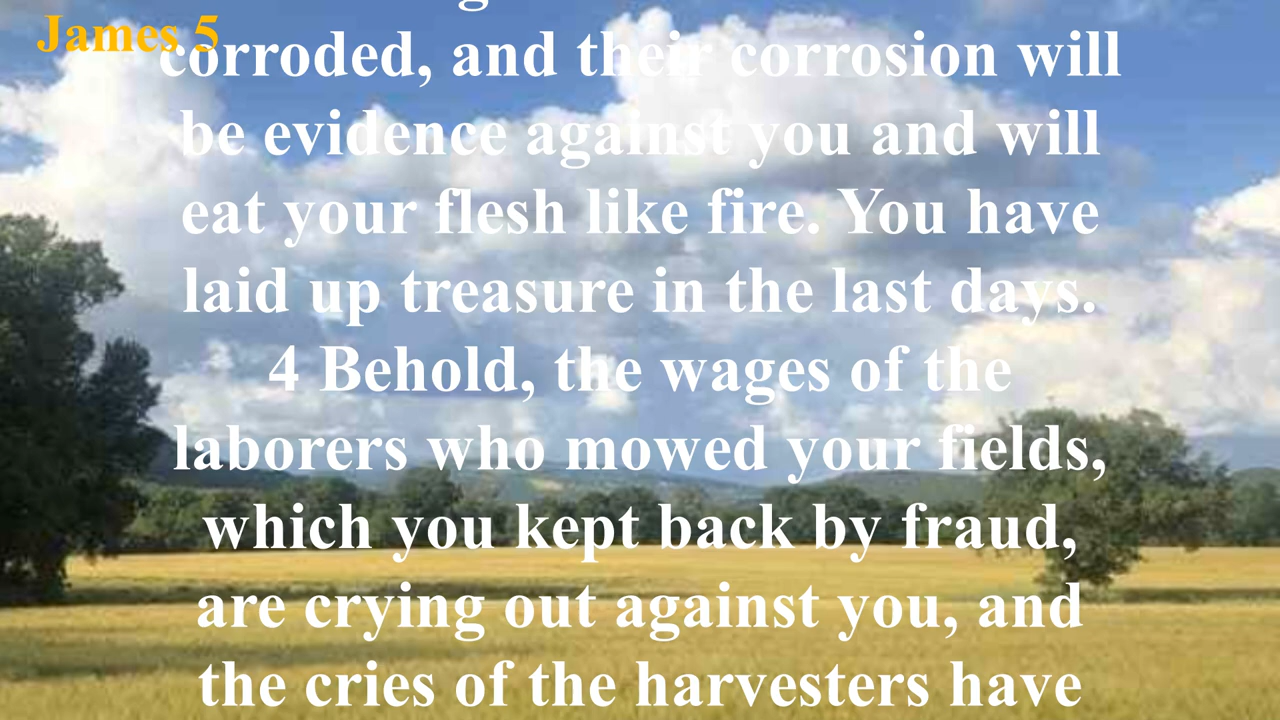 James 5
corroded, and their corrosion will
be evidence against you and will
eat your flesh like fire. You have
laid up treasure in the last days.
4 Behold, the wages of the
laborers who mowed your fields,
which you kept back by fraud,
are crying out against you, and
the cries of the harvesters have